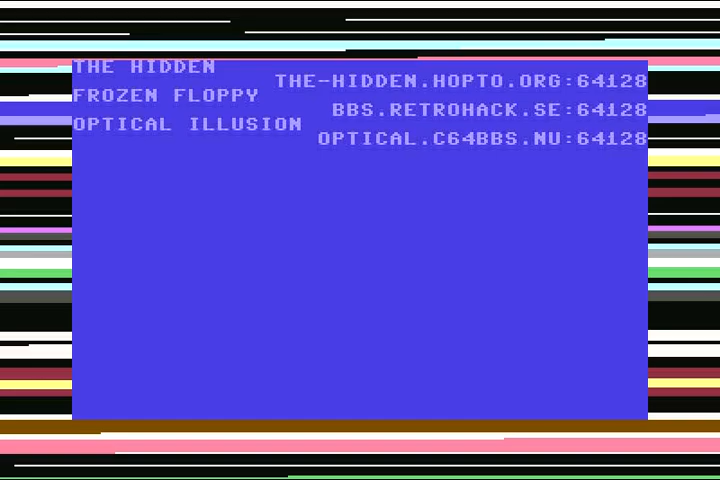 THE HIDDEN
THE-HIDDEN.HOPTO.ORG:64128
FROZEN FLOPPY
BBS.RETROHACK.SE:64128
OPTICAL ILLUSION
OPTICAL.C64BBS.NU:64128